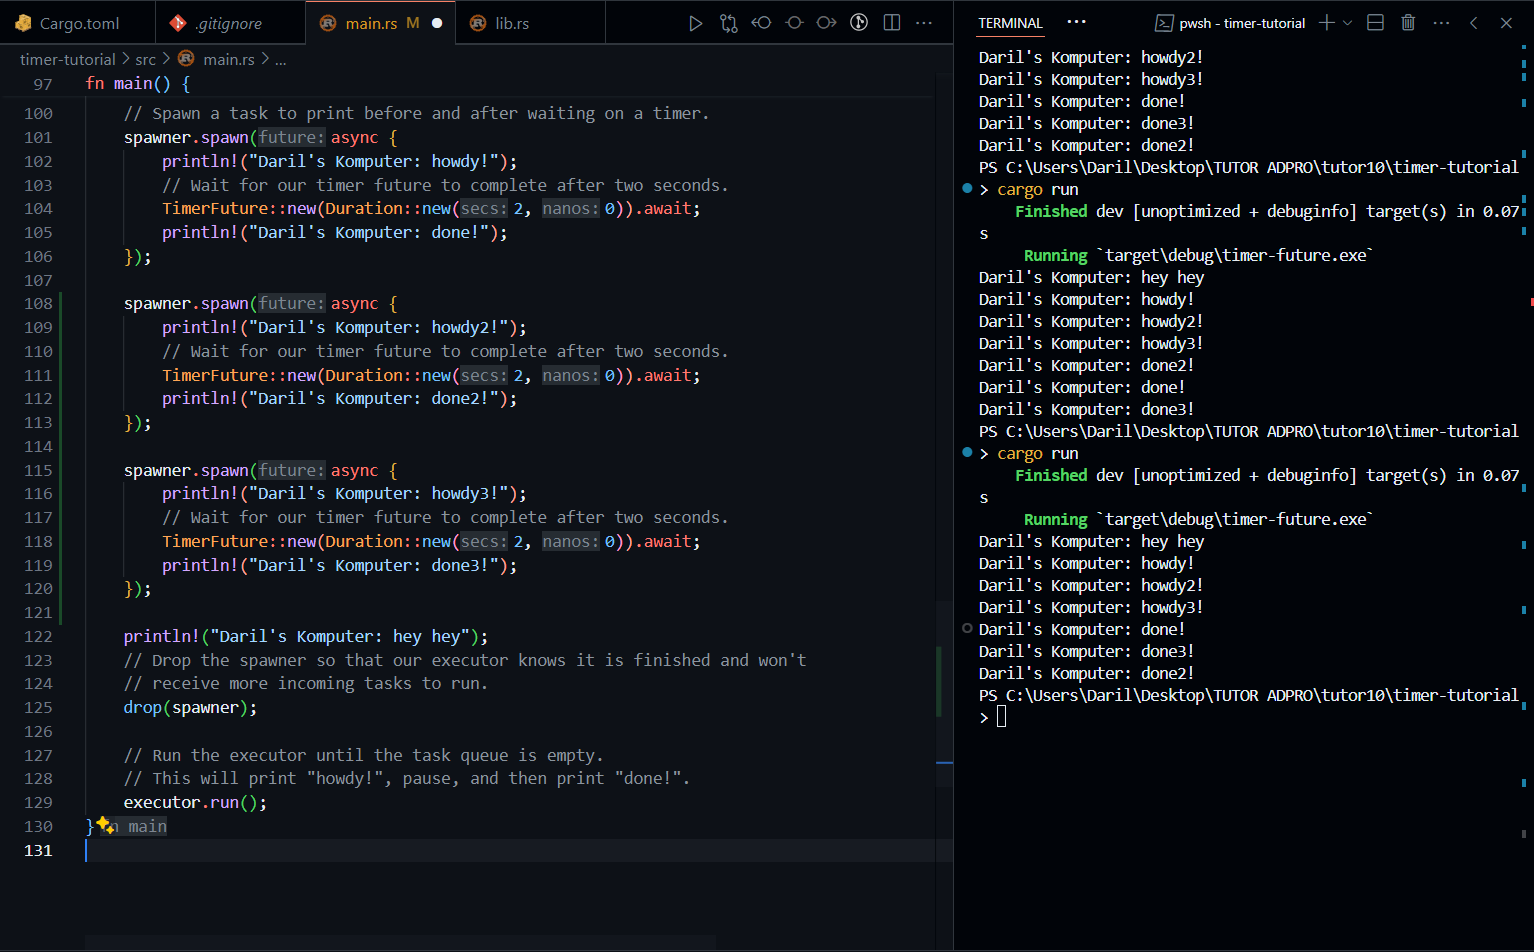 Cargo.toml
.gitignore
main.rs M
lib.rs
timer-tutorial > src > main.rs > ...
97 fn main() {
100 // Spawn a task to print before and after waiting on a timer.
101 spawner.spawn(future: async {
102 println!("Daril's Komputer: howdy!");
103 // Wait for our timer future to complete after two seconds.
104 TimerFuture::new(Duration::new(secs: 2, nanos: 0)).await;
105 println!("Daril's Komputer: done!");
106 });
107
108 spawner.spawn(future: async {
109 println!("Daril's Komputer: howdy2!");
110 // Wait for our timer future to complete after two seconds.
111 TimerFuture::new(Duration::new(secs: 2, nanos: 0)).await;
112 println!("Daril's Komputer: done2!");
113 });
114
115 spawner.spawn(future: async {
116 println!("Daril's Komputer: howdy3!");
117 // Wait for our timer future to complete after two seconds.
118 TimerFuture::new(Duration::new(secs: 2, nanos: 0)).await;
119 println!("Daril's Komputer: done3!");
120 });
121
122 println!("Daril's Komputer: hey hey");
123 // Drop the spawner so that our executor knows it is finished and won't
124 // receive more incoming tasks to run.
125 drop(spawner);
126
127 // Run the executor until the task queue is empty.
128 // This will print "howdy!", pause, and then print "done!".
129 executor.run();
130 } main
131
TERMINAL ··· pwsh - timer-tutorial
Daril's Komputer: howdy2!
Daril's Komputer: howdy3!
Daril's Komputer: done!
Daril's Komputer: done3!
Daril's Komputer: done2!
PS C:\Users\Daril\Desktop\TUTOR ADPRO\tutor10\timer-tutorial
> cargo run
Finished dev [unoptimized + debuginfo] target(s) in 0.07
s
Running `target\debug\timer-future.exe`
Daril's Komputer: hey hey
Daril's Komputer: howdy!
Daril's Komputer: howdy2!
Daril's Komputer: howdy3!
Daril's Komputer: done2!
Daril's Komputer: done!
Daril's Komputer: done3!
PS C:\Users\Daril\Desktop\TUTOR ADPRO\tutor10\timer-tutorial
> cargo run
Finished dev [unoptimized + debuginfo] target(s) in 0.07
s
Running `target\debug\timer-future.exe`
Daril's Komputer: hey hey
Daril's Komputer: howdy!
Daril's Komputer: howdy2!
Daril's Komputer: howdy3!
Daril's Komputer: done!
Daril's Komputer: done3!
Daril's Komputer: done2!
PS C:\Users\Daril\Desktop\TUTOR ADPRO\tutor10\timer-tutorial
>